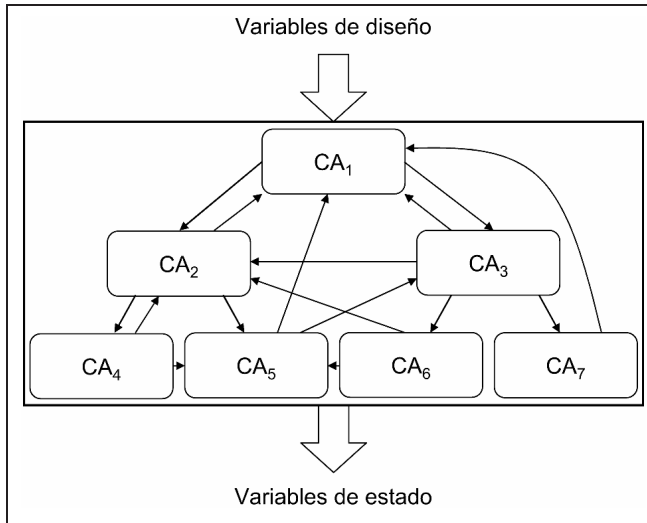 Variables de diseño
CA₁
CA₂
CA₃
CA₄
CA₅
CA₆
CA₇
Variables de estado